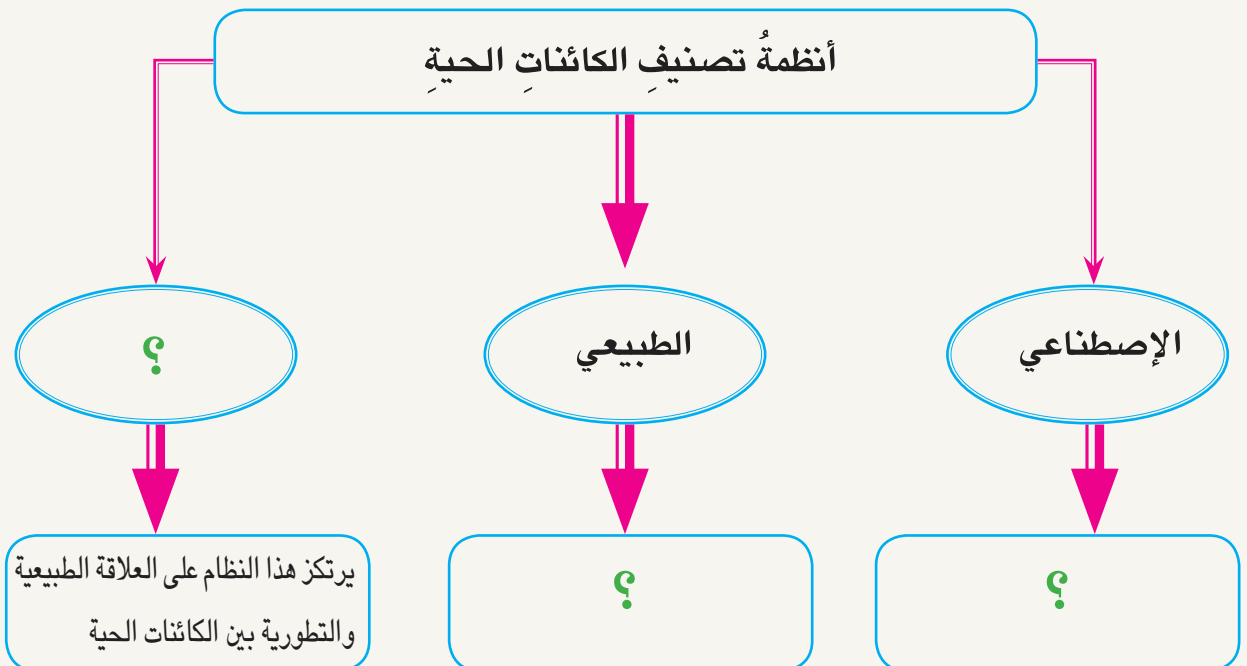 أنظمةُ تصنيفِ الكائناتِ الحيةِ
الإصطناعي
الطبيعي
؟
؟
؟
يرتكز هذا النظام على العلاقة الطبيعية
والتطورية بين الكائنات الحية